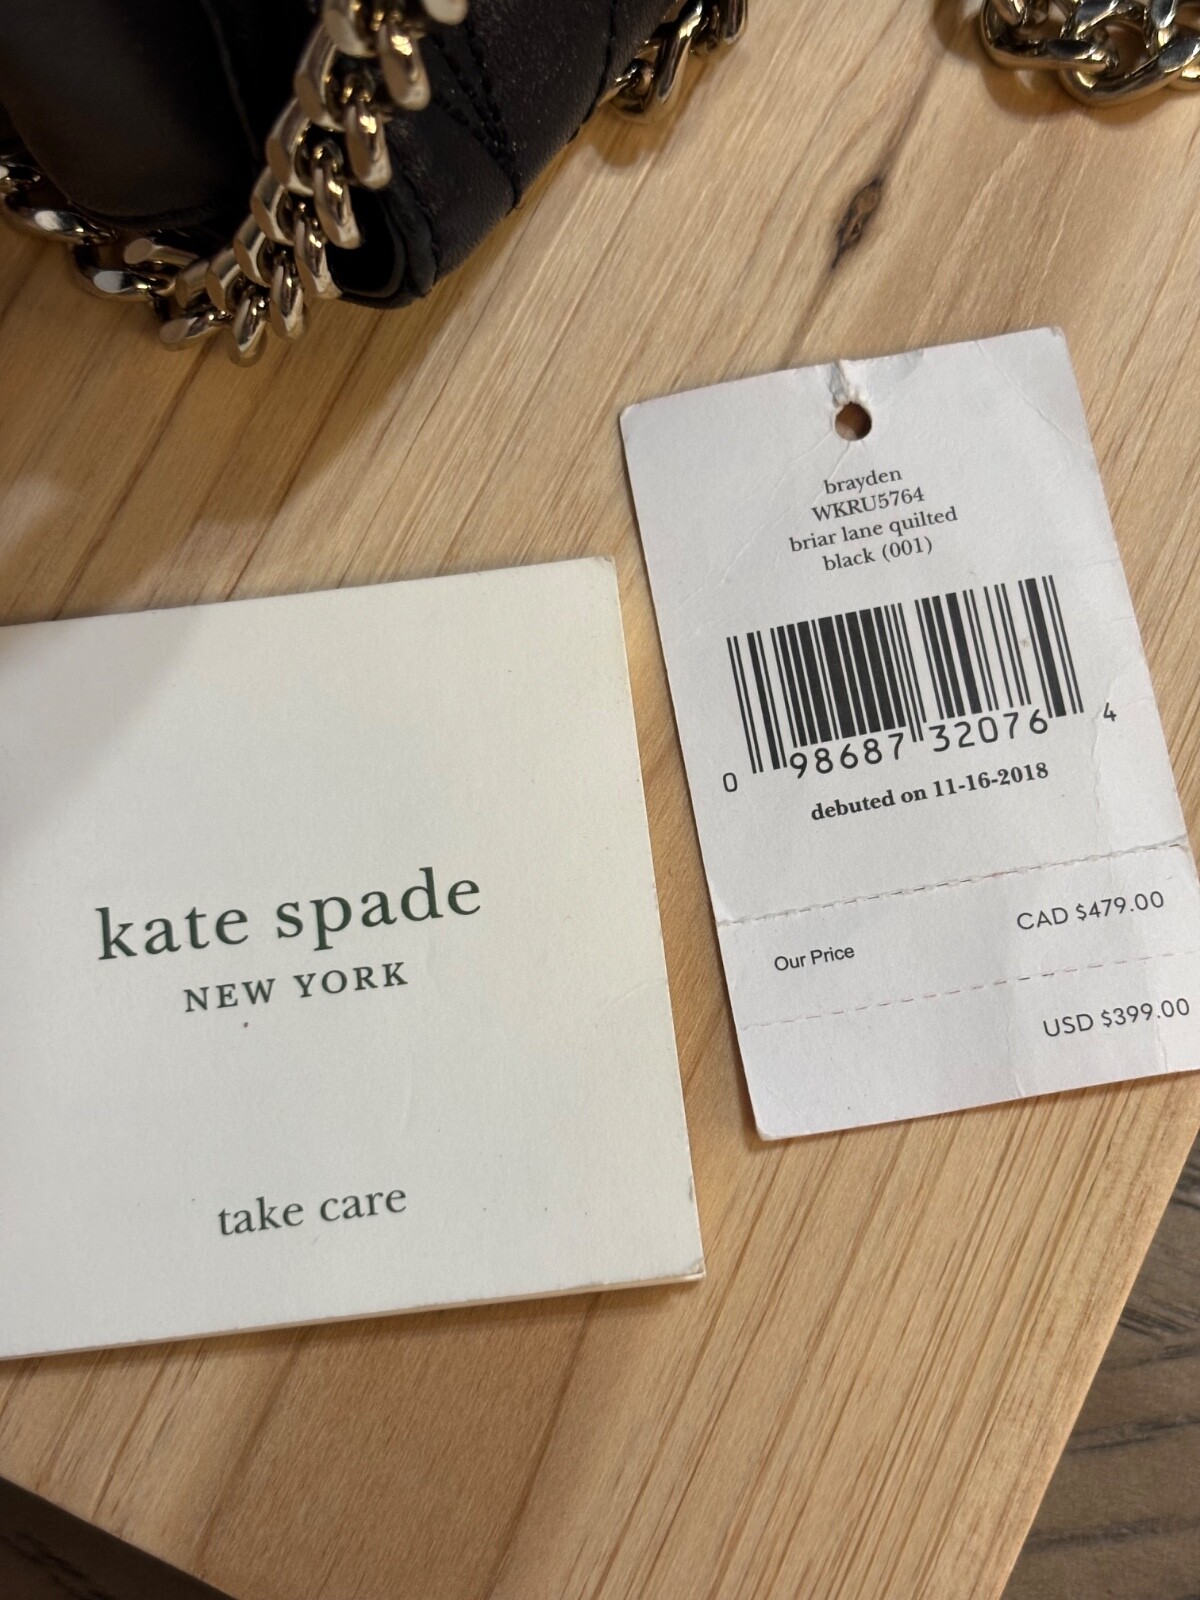 brayden
WKRU5764
briar lane quilted
black (001)
0 98687 32076 4
debuted on 11-16-2018
CAD $479.00
Our Price
USD $399.00
kate spade
NEW YORK
take care